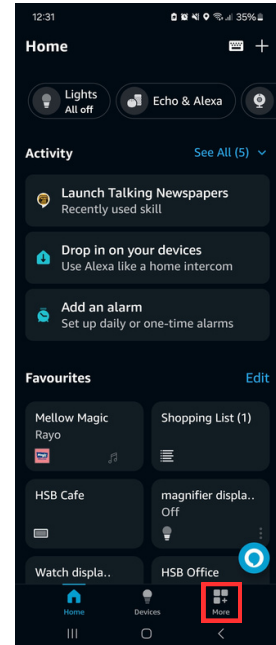 12:31
35%
Home
Lights
All off
Echo & Alexa
Activity
See All (5)
Launch Talking Newspapers
Recently used skill
Drop in on your devices
Use Alexa like a home intercom
Add an alarm
Set up daily or one-time alarms
Favourites
Edit
Mellow Magic
Rayo
Shopping List (1)
HSB Cafe
magnifier displa..
Off
Watch displa..
HSB Office
Home
Devices
More